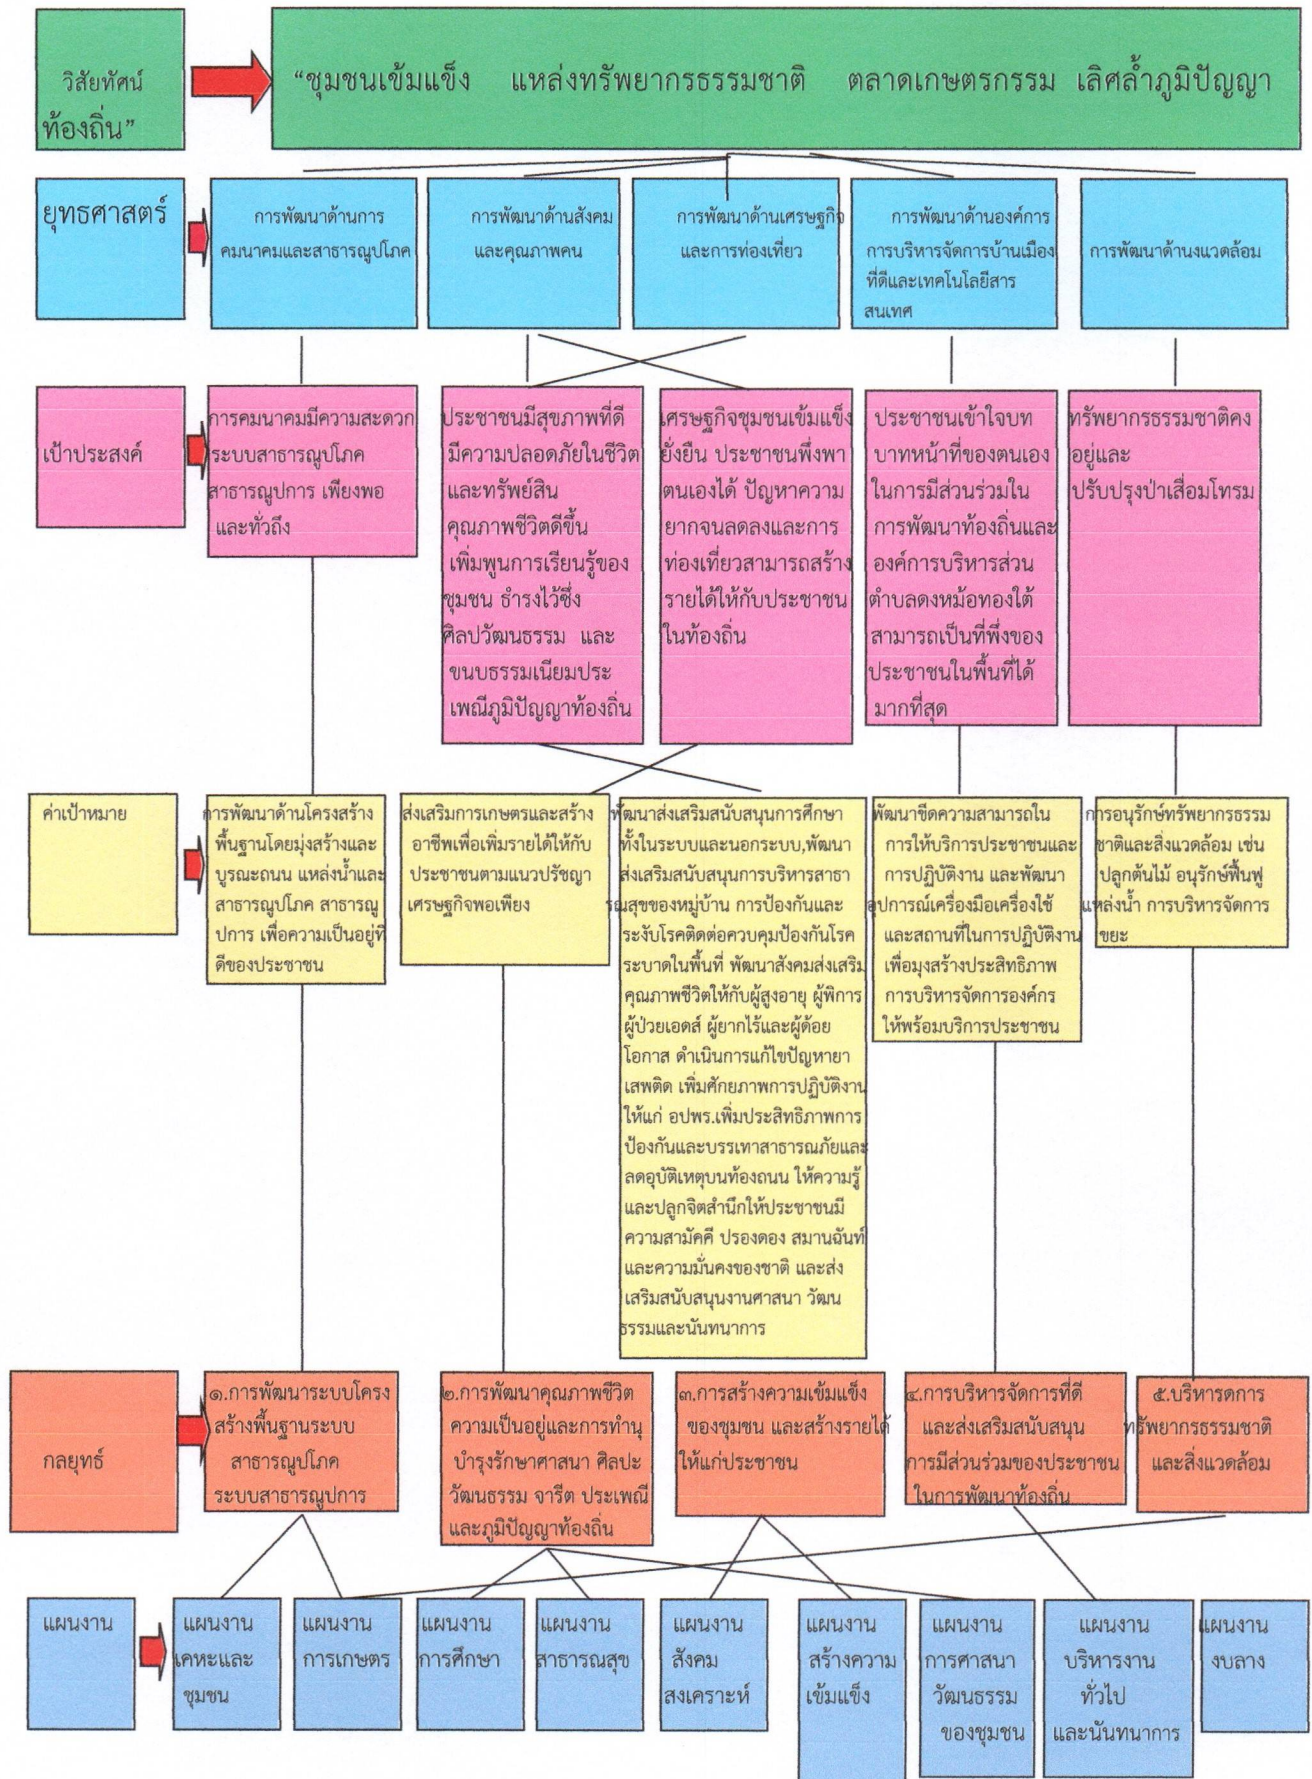 วิสัยทัศน์
ท้องถิ่น”
“ชุมชนเข้มแข็ง แหล่งทรัพยากรธรรมชาติ ตลาดเกษตรกรรม เลิศล้ำภูมิปัญญา
ยุทธศาสตร์
การพัฒนาด้านการ
คมนาคมและสาธารณูปโภค
การพัฒนาด้านสังคม
และคุณภาพคน
การพัฒนาด้านเศรษฐกิจ
และการท่องเที่ยว
การพัฒนาด้านองค์การ
การบริหารจัดการบ้านเมือง
ที่ดีและเทคโนโลยีสาร
สนเทศ
การพัฒนาด้านงแวดล้อม
เป้าประสงค์
การคมนาคมมีความสะดวก
ระบบสาธารณูปโภค
สาธารณูปการ เพียงพอ
และทั่วถึง
ประชาชนมีสุขภาพที่ดี
มีความปลอดภัยในชีวิต
และทรัพย์สิน
คุณภาพชีวิตดีขึ้น
เพิ่มพูนการเรียนรู้ของ
ชุมชน ธำรงไว้ซึ่ง
ศิลปวัฒนธรรม และ
ขนบธรรมเนียมประ
เพณีภูมิปัญญาท้องถิ่น
เศรษฐกิจชุมชนเข้มแข็ง
ยั่งยืน ประชาชนพึ่งพา
ตนเองได้ ปัญหาความ
ยากจนลดลงและการ
ท่องเที่ยวสามารถสร้าง
รายได้ให้กับประชาชน
ในท้องถิ่น
ประชาชนเข้าใจบท
บาทหน้าที่ของตนเอง
ในการมีส่วนร่วมใน
การพัฒนาท้องถิ่นและ
องค์การบริหารส่วน
ตำบลดงหม้อทองใต้
สามารถเป็นที่พึ่งของ
ประชาชนในพื้นที่ได้
มากที่สุด
ทรัพยากรธรรมชาติคง
อยู่และ
ปรับปรุงป่าเสื่อมโทรม
ค่าเป้าหมาย
การพัฒนาด้านโครงสร้าง
พื้นฐานโดยมุ่งสร้างและ
บูรณะถนน แหล่งน้ำและ
สาธารณูปโภค สาธารณู
ปการ เพื่อความเป็นอยู่ที่
ดีของประชาชน
ส่งเสริมการเกษตรและสร้าง
อาชีพเพื่อเพิ่มรายได้ให้กับ
ประชาชนตามแนวปรัชญา
เศรษฐกิจพอเพียง
พัฒนาส่งเสริมสนับสนุนการศึกษา
ทั้งในระบบและนอกระบบ,พัฒนา
ส่งเสริมสนับสนุนการบริหารสาธา
รณสุขของหมู่บ้าน การป้องกันและ
ระงับโรคติดต่อควบคุมป้องกันโรค
ระบาดในพื้นที่ พัฒนาสังคมส่งเสริม
คุณภาพชีวิตให้กับผู้สูงอายุ ผู้พิการ
ผู้ป่วยเอดส์ ผู้ยากไร้และผู้ด้อย
โอกาส ดำเนินการแก้ไขปัญหายา
เสพติด เพิ่มศักยภาพการปฏิบัติงาน
ให้แก่ อปพร.เพิ่มประสิทธิภาพการ
ป้องกันและบรรเทาสาธารณภัยและ
ลดอุบัติเหตุบนท้องถนน ให้ความรู้
และปลูกจิตสำนึกให้ประชาชนมี
ความสามัคคี ปรองดอง สมานฉันท์
และความมั่นคงของชาติ และส่ง
เสริมสนับสนุนงานศาสนา วัฒน
ธรรมและนันทนาการ
พัฒนาขีดความสามารถใน
การให้บริการประชาชนและ
การปฏิบัติงาน และพัฒนา
อุปกรณ์เครื่องมือเครื่องใช้
และสถานที่ในการปฏิบัติงาน
เพื่อมุงสร้างประสิทธิภาพ
การบริหารจัดการองค์กร
ให้พร้อมบริการประชาชน
การอนุรักษ์ทรัพยากรธรรม
ชาติและสิ่งแวดล้อม เช่น
ปลูกต้นไม้ อนุรักษ์ฟื้นฟู
แหล่งน้ำ การบริหารจัดการ
ขยะ
กลยุทธ์
๑.การพัฒนาระบบโครง
สร้างพื้นฐานระบบ
สาธารณูปโภค
ระบบสาธารณูปการ
๒.การพัฒนาคุณภาพชีวิต
ความเป็นอยู่และการทำนุ
บำรุงรักษาศาสนา ศิลปะ
วัฒนธรรม จารีต ประเพณี
และภูมิปัญญาท้องถิ่น
๓.การสร้างความเข้มแข็ง
ของชุมชน และสร้างรายได้
ให้แก่ประชาชน
๔.การบริหารจัดการที่ดี
และส่งเสริมสนับสนุน
การมีส่วนร่วมของประชาชน
ในการพัฒนาท้องถิ่น
๕.บริหารดการ
ทรัพยากรธรรมชาติ
และสิ่งแวดล้อม
แผนงาน
แผนงาน
เคหะและ
ชุมชน
แผนงาน
การเกษตร
แผนงาน
การศึกษา
แผนงาน
สาธารณสุข
แผนงาน
สังคม
สงเคราะห์
แผนงาน
สร้างความ
เข้มแข็ง
แผนงาน
การศาสนา
วัฒนธรรม
ของชุมชน
แผนงาน
บริหารงาน
ทั่วไป
และนันทนาการ
แผนงาน
งบลาง